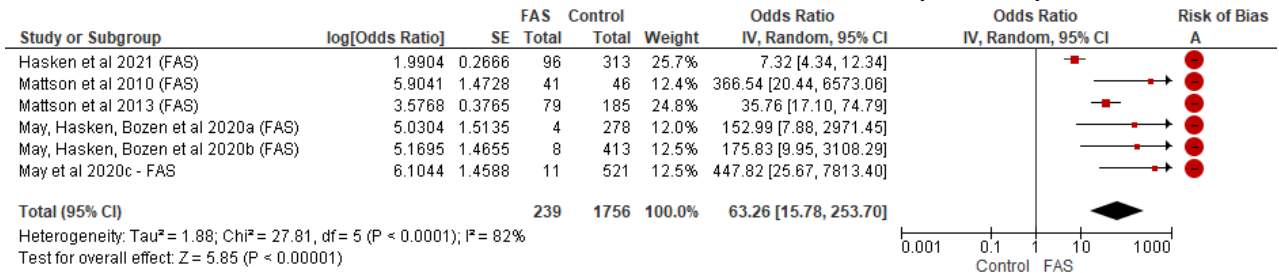 FAS Control Odds Ratio Odds Ratio Risk of Bias
Study or Subgroup log[Odds Ratio] SE Total Total Weight IV, Random, 95% CI IV, Random, 95% CI A
Hasken et al 2021 (FAS) 1.9904 0.2666 96 313 25.7% 7.32 [4.34, 12.34]
Mattson et al 2010 (FAS) 5.9041 1.4728 41 46 12.4% 366.54 [20.44, 6573.06]
Mattson et al 2013 (FAS) 3.5768 0.3765 79 185 24.8% 35.76 [17.10, 74.79]
May, Hasken, Bozen et al 2020a (FAS) 5.0304 1.5135 4 278 12.0% 152.99 [7.88, 2971.45]
May, Hasken, Bozen et al 2020b (FAS) 5.1695 1.4655 8 413 12.5% 175.83 [9.95, 3108.29]
May et al 2020c - FAS 6.1044 1.4588 11 521 12.5% 447.82 [25.67, 7813.40]
Total (95% CI) 239 1756 100.0% 63.26 [15.78, 253.70]
Heterogeneity: Tau² = 1.88; Chi² = 27.81, df = 5 (P < 0.0001); I² = 82%
Test for overall effect: Z = 5.85 (P < 0.00001)
0.001 0.1 1 10 1000
Control FAS